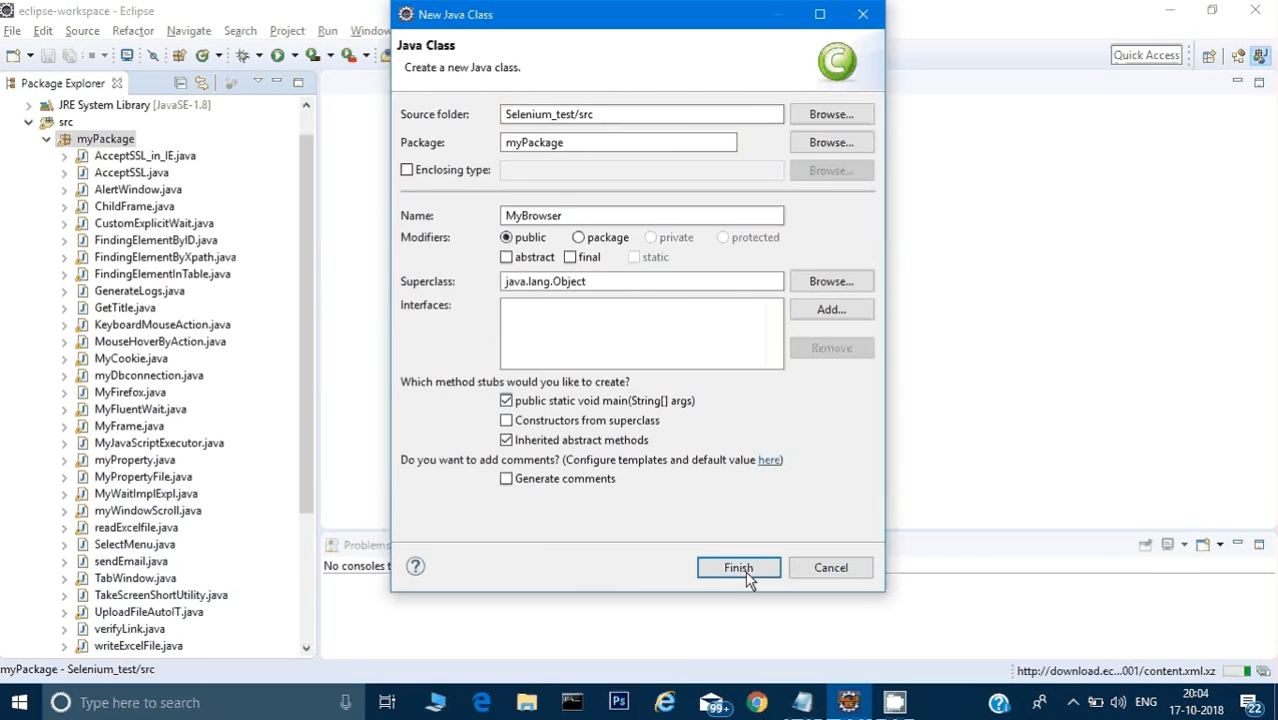 eclipse-workspace - Eclipse
File Edit Source Refactor Navigate Search Project Run Window
Quick Access
Package Explorer
JRE System Library [JavaSE-1.8]
src
myPackage
AcceptSSL_in_IE.java
AcceptSSL.java
AlertWindow.java
ChildFrame.java
CustomExplicitWait.java
FindingElementByID.java
FindingElementByXpath.java
FindingElementInTable.java
GenerateLogs.java
GetTitle.java
KeyboardMouseAction.java
MouseHoverByAction.java
MyCookie.java
myDbconnection.java
MyFirefox.java
MyFluentWait.java
MyFrame.java
MyJavaScriptExecutor.java
myProperty.java
MyPropertyFile.java
MyWaitImplExpl.java
myWindowScroll.java
readExcelfile.java
SelectMenu.java
sendEmail.java
TabWindow.java
TakeScreenShortUtility.java
UploadFileAutoIT.java
verifyLink.java
writeExcelFile.java
New Java Class
Java Class
Create a new Java class.
Source folder: Selenium_test/src Browse...
Package: myPackage Browse...
Enclosing type: Browse...
Name: MyBrowser
Modifiers: public package private protected
abstract final static
Superclass: java.lang.Object Browse...
Interfaces: Add...
Remove
Which method stubs would you like to create?
public static void main(String[] args)
Constructors from superclass
Inherited abstract methods
Do you want to add comments? (Configure templates and default value here)
Generate comments
? Finish Cancel
Problems
No consoles
myPackage - Selenium_test/src
http://download.ec...001/content.xml.xz
Type here to search
Ps
99+
ENG
20:04
17-10-2018
22